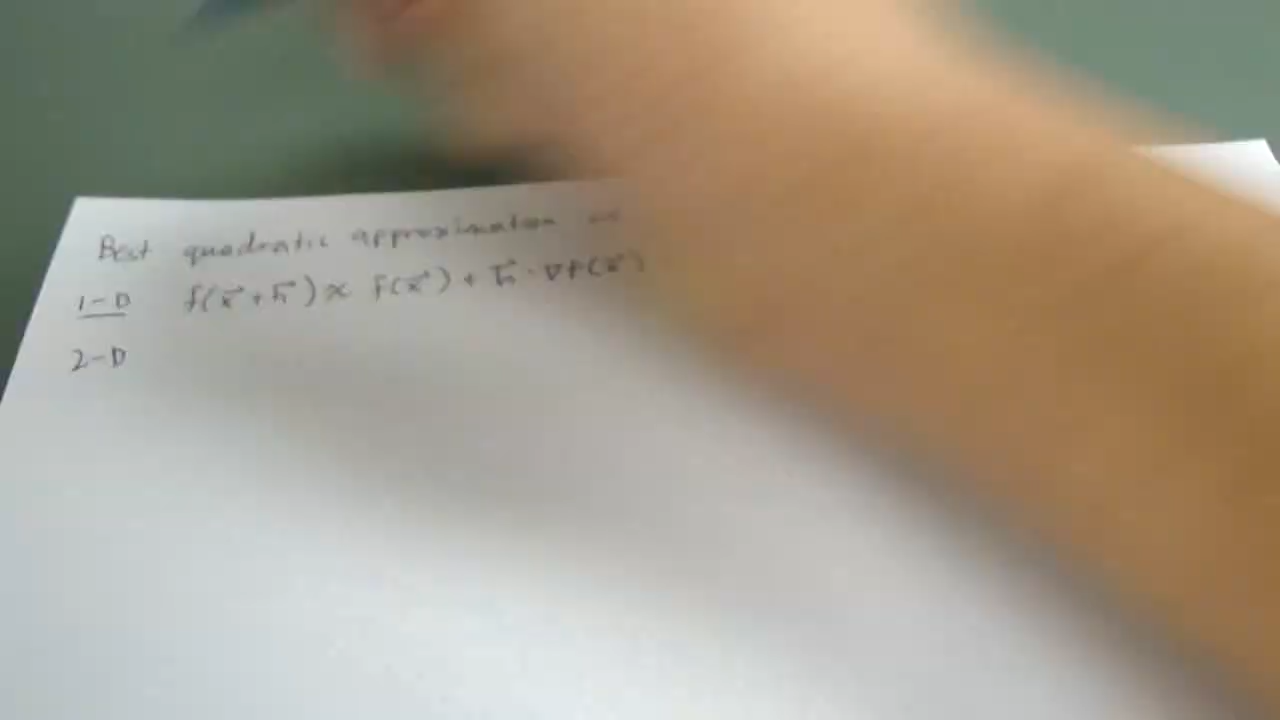 Best quadratic approximation
1-D f(x⃗ + h⃗) ≈ f(x⃗) + h⃗ · ∇f(x⃗)
2-D